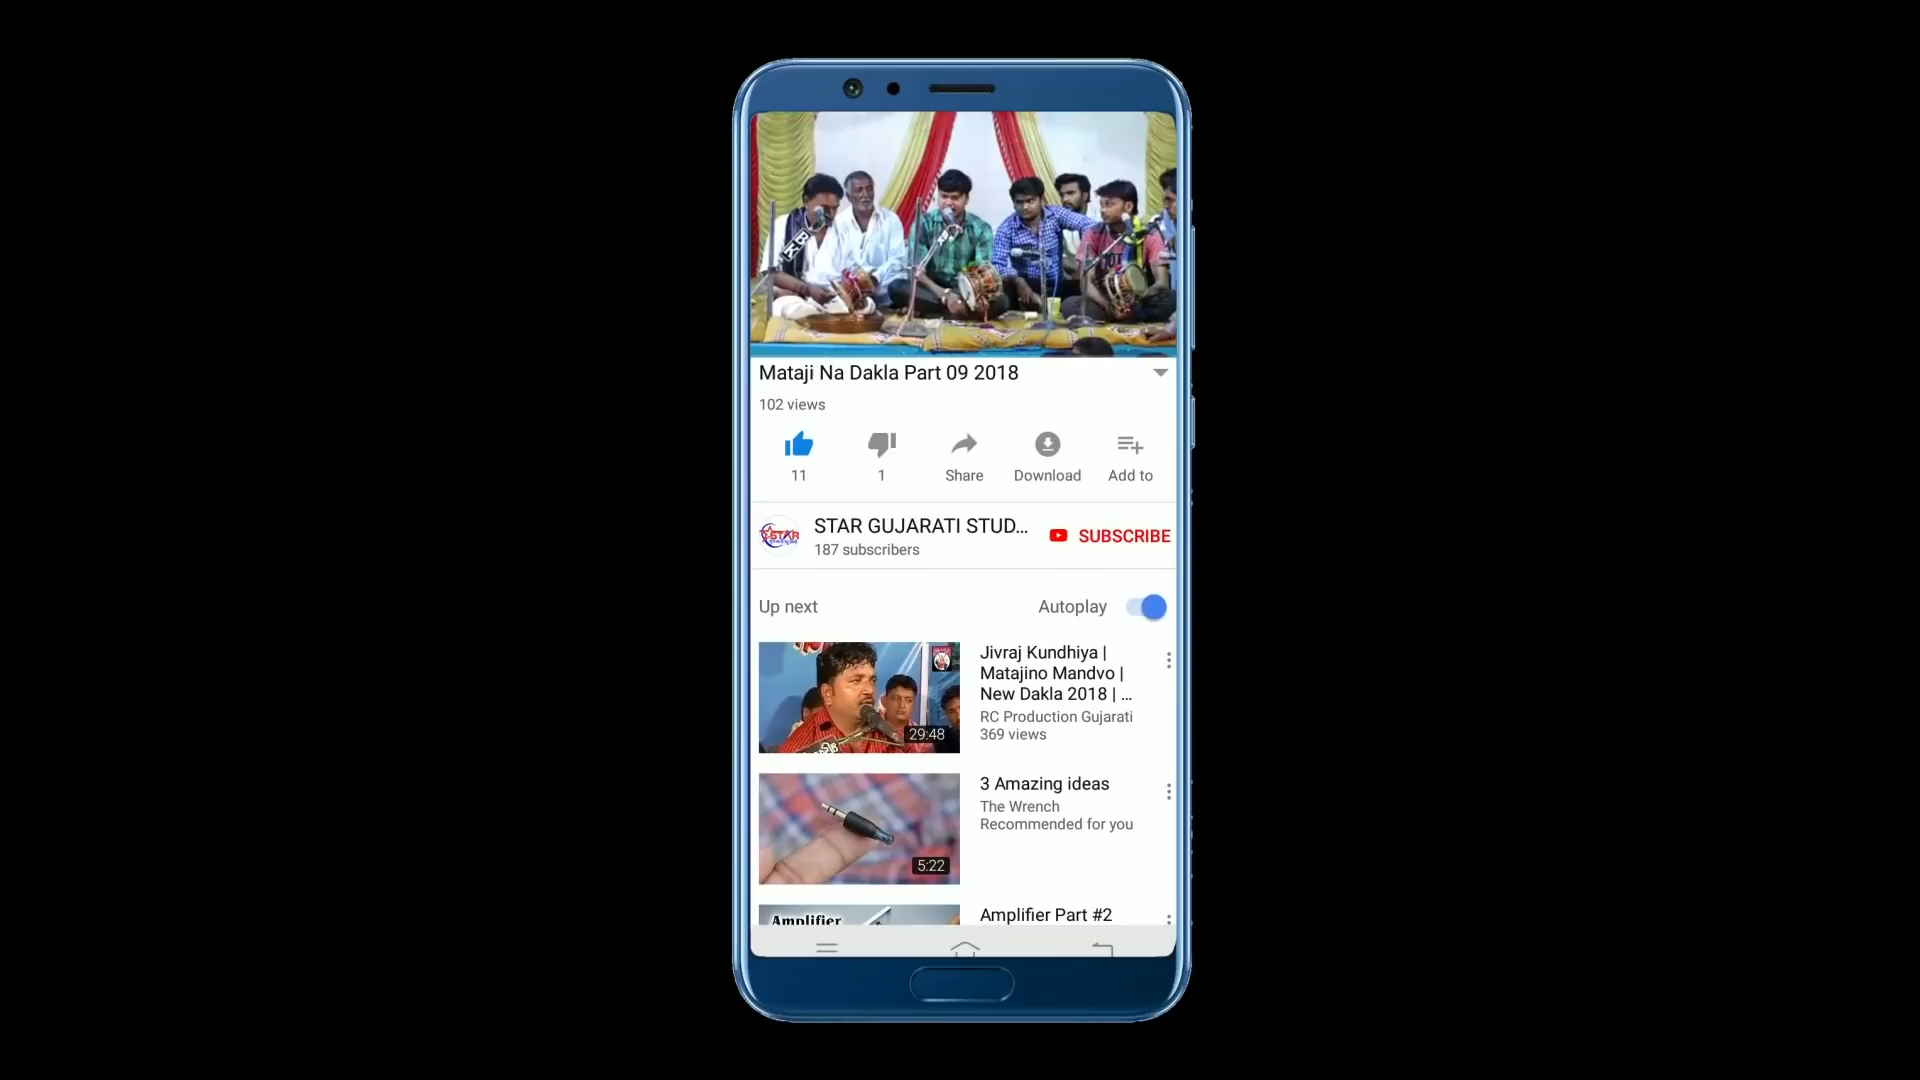 BK
Mataji Na Dakla Part 09 2018
102 views
11
1
Share
Download
Add to
STAR
STAR GUJARATI STUD...
187 subscribers
SUBSCRIBE
Up next
Autoplay
29:48
Jivraj Kundhiya |
Matajino Mandvo |
New Dakla 2018 | ...
RC Production Gujarati
369 views
5:22
3 Amazing ideas
The Wrench
Recommended for you
Amplifier
Amplifier Part #2